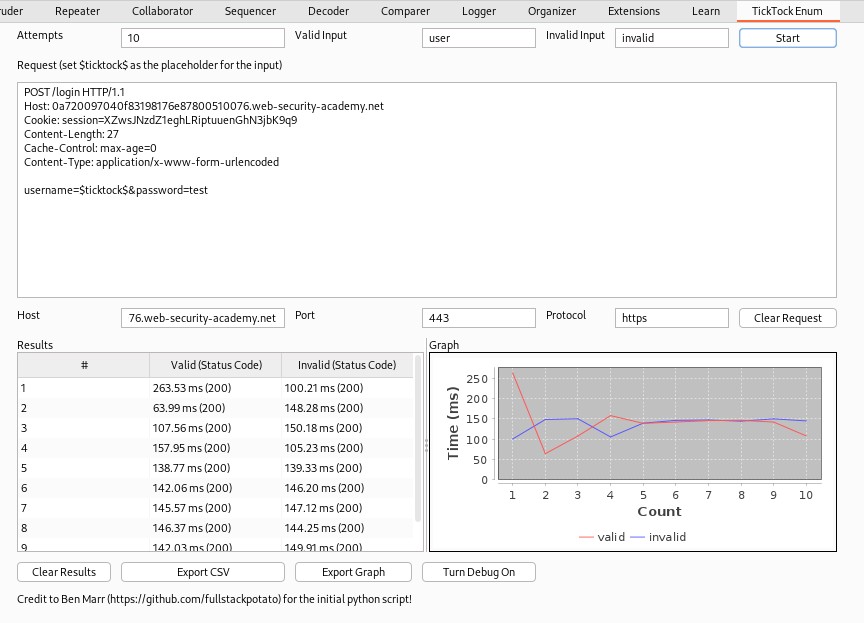 ruder Repeater Collaborator Sequencer Decoder Comparer Logger Organizer Extensions Learn TickTock Enum
Attempts 10 Valid Input user Invalid Input invalid Start
Request (set $ticktock$ as the placeholder for the input)
POST /login HTTP/1.1
Host: 0a720097040f83198176e87800510076.web-security-academy.net
Cookie: session=XZwsJNzdZ1eghLRiptuuenGhN3jbK9q9
Content-Length: 27
Cache-Control: max-age=0
Content-Type: application/x-www-form-urlencoded
username=$ticktock$&password=test
Host 76.web-security-academy.net Port 443 Protocol https Clear Request
Results
# Valid (Status Code) Invalid (Status Code)
1 263.53 ms (200) 100.21 ms (200)
2 63.99 ms (200) 148.28 ms (200)
3 107.56 ms (200) 150.18 ms (200)
4 157.95 ms (200) 105.23 ms (200)
5 138.77 ms (200) 139.33 ms (200)
6 142.06 ms (200) 146.20 ms (200)
7 145.57 ms (200) 147.12 ms (200)
8 146.37 ms (200) 144.25 ms (200)
9 142.03 ms (200) 149.91 ms (200)
Graph
Time (ms)
250
200
150
100
50
0
1 2 3 4 5 6 7 8 9 10
Count
valid invalid
Clear Results Export CSV Export Graph Turn Debug On
Credit to Ben Marr (https://github.com/fullstackpotato) for the initial python script!